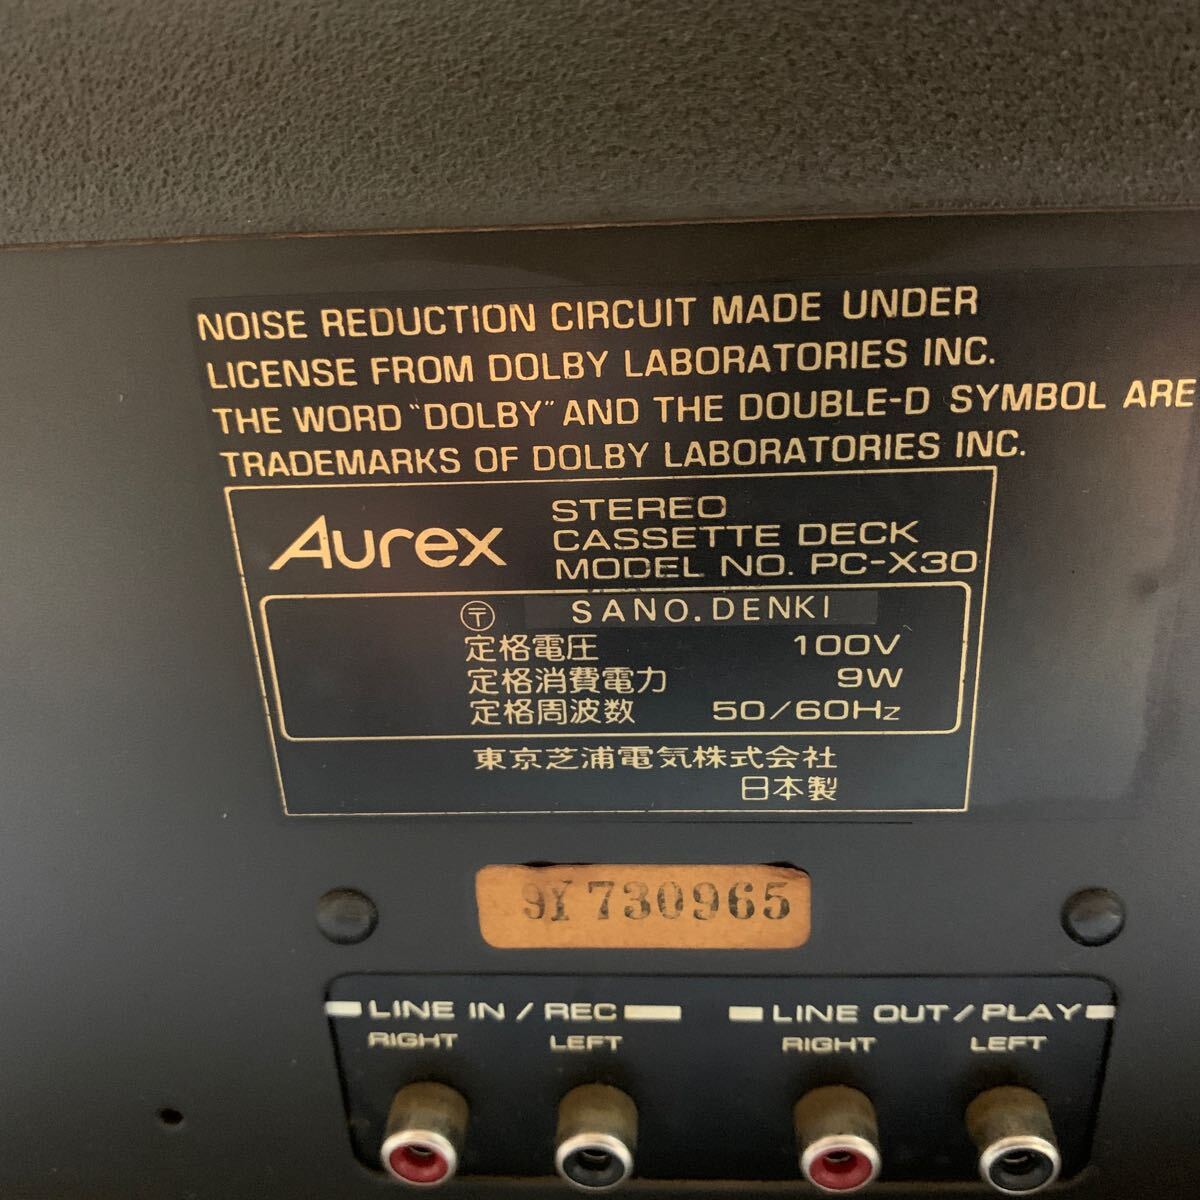 NOISE REDUCTION CIRCUIT MADE UNDER
LICENSE FROM DOLBY LABORATORIES INC.
THE WORD "DOLBY" AND THE DOUBLE-D SYMBOL ARE
TRADEMARKS OF DOLBY LABORATORIES INC.
Aurex
STEREO
CASSETTE DECK
MODEL NO. PC-X30
〶 SANO.DENKI
定格電圧 100V
定格消費電力 9W
定格周波数 50/60Hz
東京芝浦電気株式会社
日本製
9Y 730965
LINE IN / REC LINE OUT / PLAY
RIGHT LEFT RIGHT LEFT